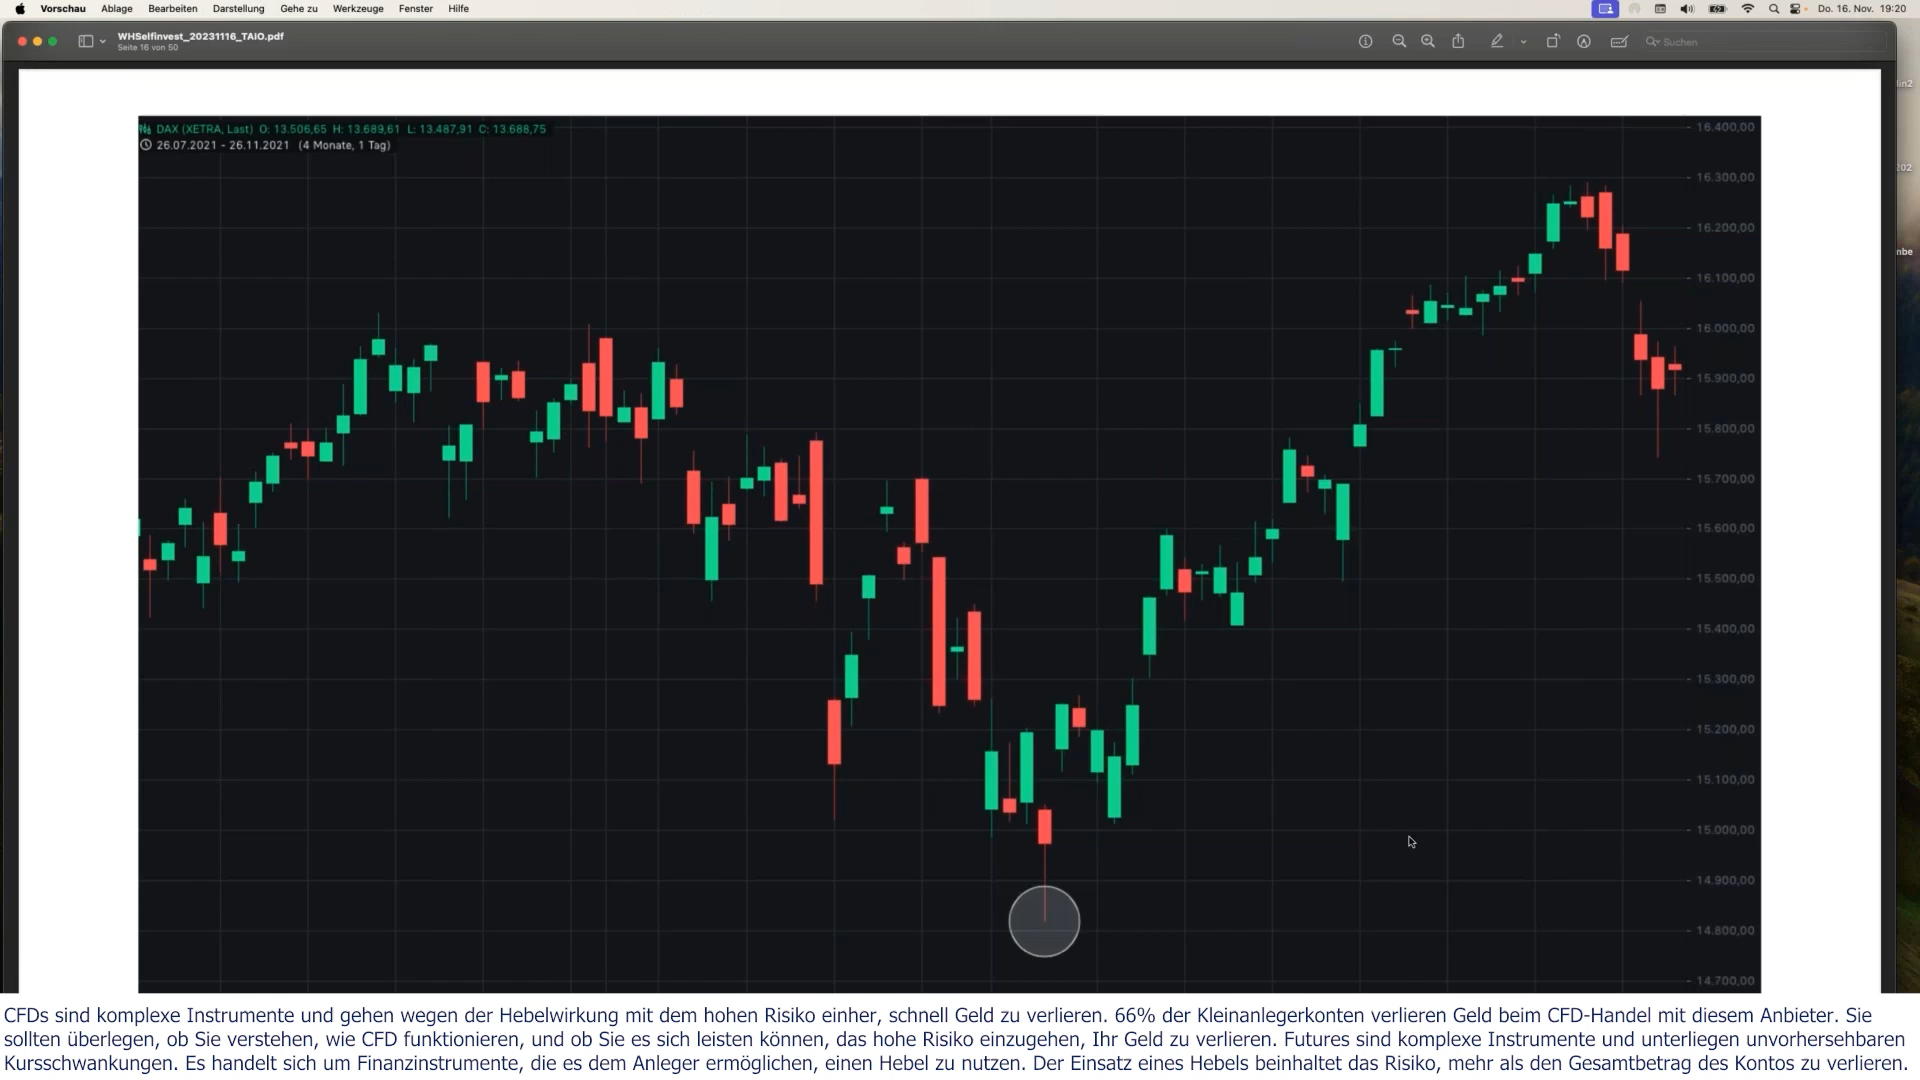 Vorschau Ablage Bearbeiten Darstellung Gehe zu Werkzeuge Fenster Hilfe
Do. 16. Nov. 19:20
WHSelfinvest_20231116_TAIO.pdf
Seite 16 von 50
Suchen
DAX (XETRA, Last) O: 13.506,65 H: 13.689,61 L: 13.487,91 C: 13.688,75
26.07.2021 - 26.11.2021 (4 Monate, 1 Tag)
16.400,00
16.300,00
16.200,00
16.100,00
16.000,00
15.900,00
15.800,00
15.700,00
15.600,00
15.500,00
15.400,00
15.300,00
15.200,00
15.100,00
15.000,00
14.900,00
14.800,00
14.700,00
CFDs sind komplexe Instrumente und gehen wegen der Hebelwirkung mit dem hohen Risiko einher, schnell Geld zu verlieren. 66% der Kleinanlegerkonten verlieren Geld beim CFD-Handel mit diesem Anbieter. Sie
sollten überlegen, ob Sie verstehen, wie CFD funktionieren, und ob Sie es sich leisten können, das hohe Risiko einzugehen, Ihr Geld zu verlieren. Futures sind komplexe Instrumente und unterliegen unvorhersehbaren
Kursschwankungen. Es handelt sich um Finanzinstrumente, die es dem Anleger ermöglichen, einen Hebel zu nutzen. Der Einsatz eines Hebels beinhaltet das Risiko, mehr als den Gesamtbetrag des Kontos zu verlieren.